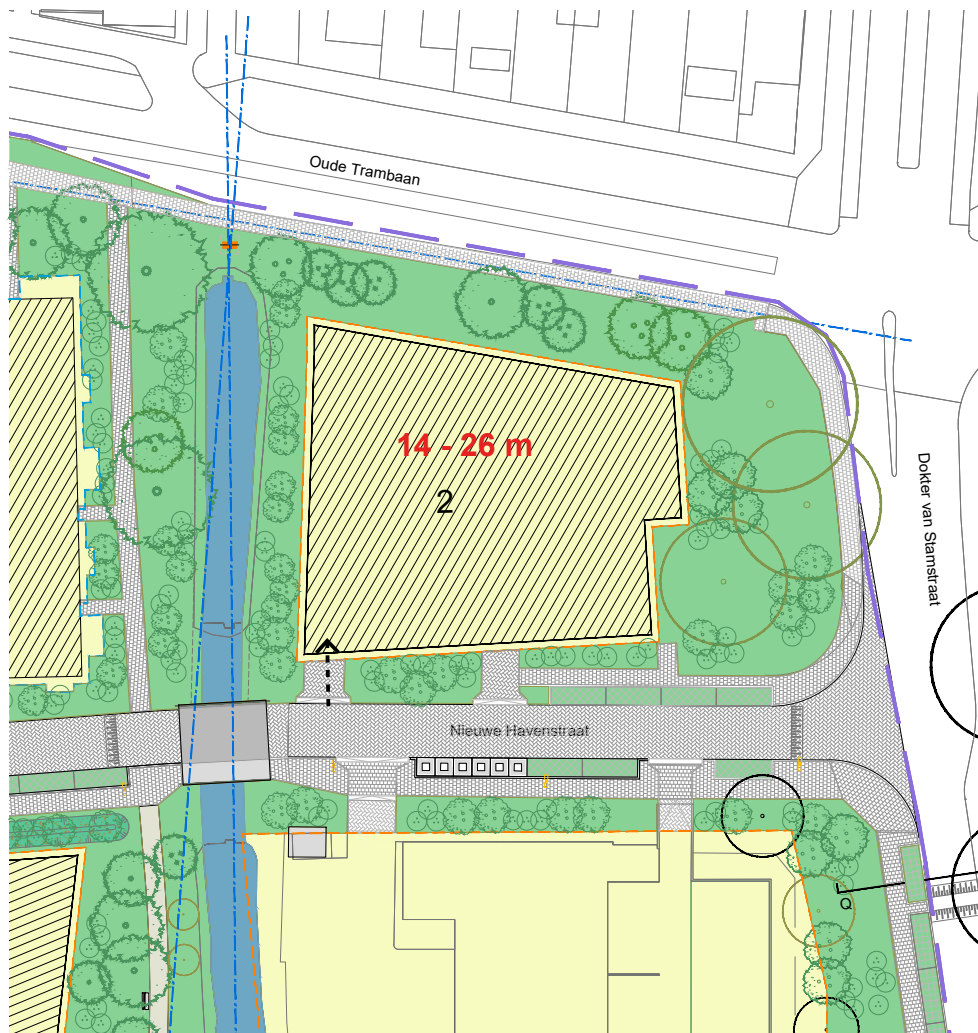 Oude Trambaan
14 - 26 m
2
Dokter van Stamstraat
Nieuwe Havenstraat
Q